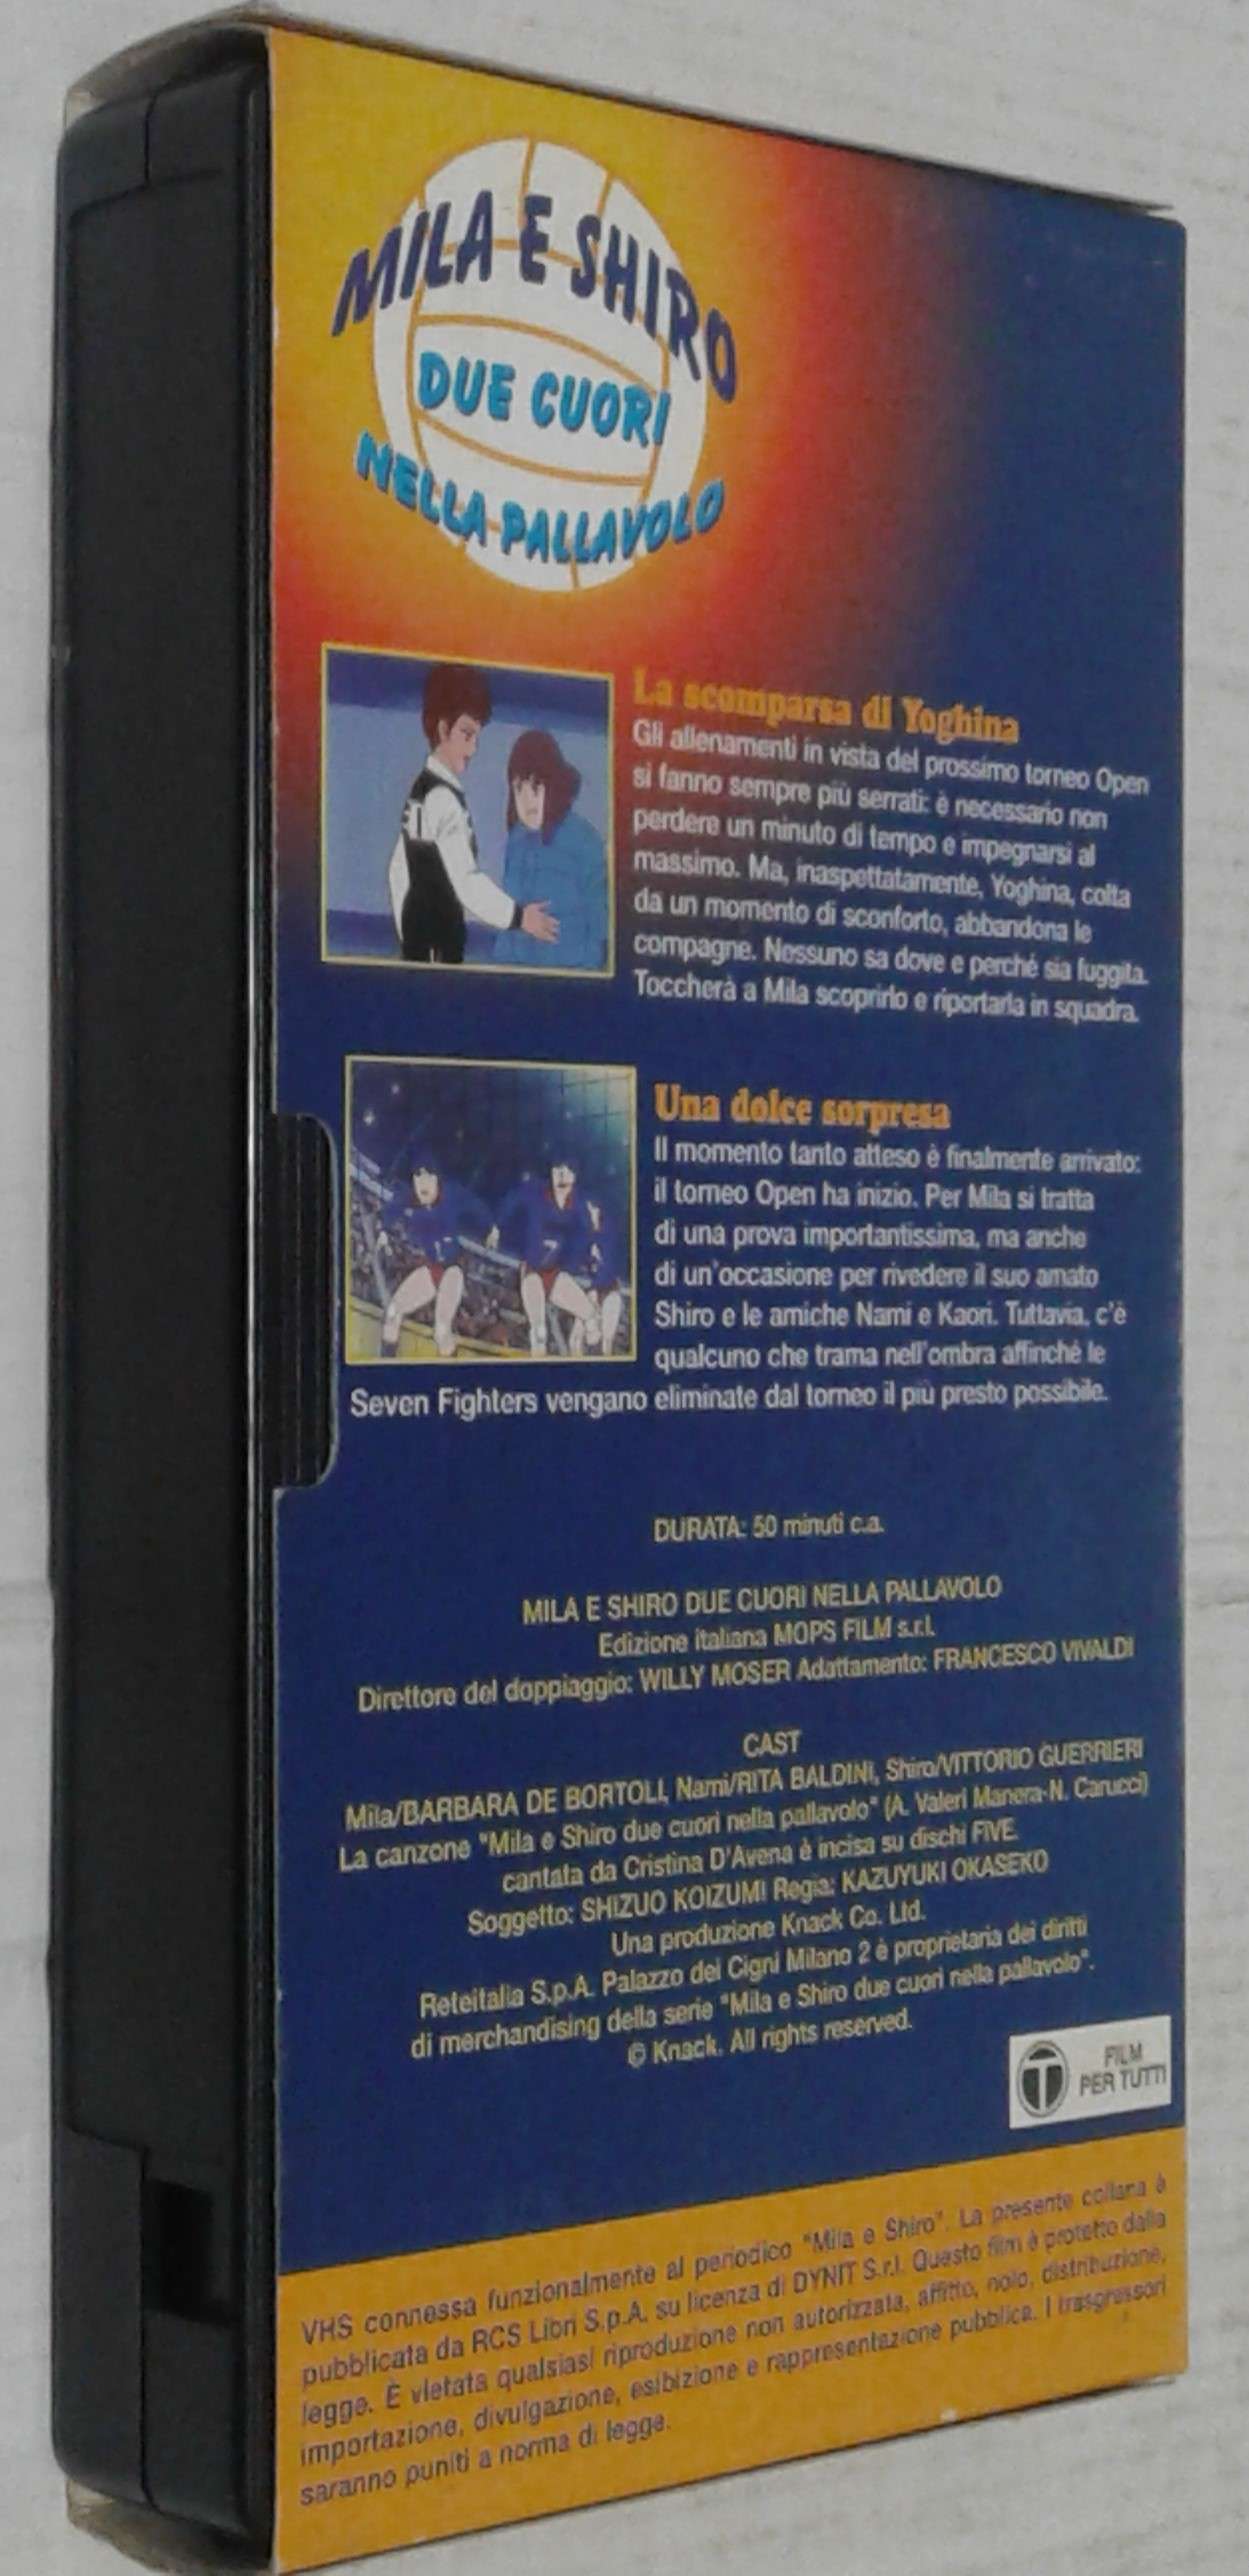 MILA E SHIRO
DUE CUORI
NELLA PALLAVOLO
La scomparsa di Yoghina
Gli allenamenti in vista del prossimo torneo Open
si fanno sempre più serrati: è necessario non
perdere un minuto di tempo e impegnarsi al
massimo. Ma, inaspettatamente, Yoghina, colta
da un momento di sconforto, abbandona le
compagne. Nessuno sa dove e perché sia fuggita.
Toccherà a Mila scoprirlo e riportarla in squadra.
Una dolce sorpresa
Il momento tanto atteso è finalmente arrivato:
il torneo Open ha inizio. Per Mila si tratta
di una prova importantissima, ma anche
di un'occasione per rivedere il suo amato
Shiro e le amiche Nami e Kaori. Tuttavia, c'è
qualcuno che trama nell'ombra affinché le
Seven Fighters vengano eliminate dal torneo il più presto possibile.
DURATA: 50 minuti c.a.
MILA E SHIRO DUE CUORI NELLA PALLAVOLO
Edizione italiana MOPS FILM s.r.l.
Direttore del doppiaggio: WILLY MOSER Adattamento: FRANCESCO VIVALDI
CAST
Mila/BARBARA DE BORTOLI, Nami/RITA BALDINI, Shiro/VITTORIO GUERRIERI
La canzone "Mila e Shiro due cuori nella pallavolo" (A. Valeri Manera-N. Carucci)
cantata da Cristina D'Avena è incisa su dischi FIVE.
Soggetto: SHIZUO KOIZUMI Regia: KAZUYUKI OKASEKO
Una produzione Knack Co. Ltd.
Reteitalia S.p.A. Palazzo dei Cigni Milano 2 è proprietaria dei diritti
di merchandising della serie "Mila e Shiro due cuori nella pallavolo".
© Knack. All rights reserved.
T FILM
PER TUTTI
VHS connessa funzionalmente al periodico "Mila e Shiro". La presente collana è
pubblicata da RCS Libri S.p.A. su licenza di DYNIT S.r.l. Questo film è protetto dalla
legge. È vietata qualsiasi riproduzione non autorizzata, affitto, nolo, distribuzione,
importazione, divulgazione, esibizione e rappresentazione pubblica. I trasgressori
saranno puniti a norma di legge.